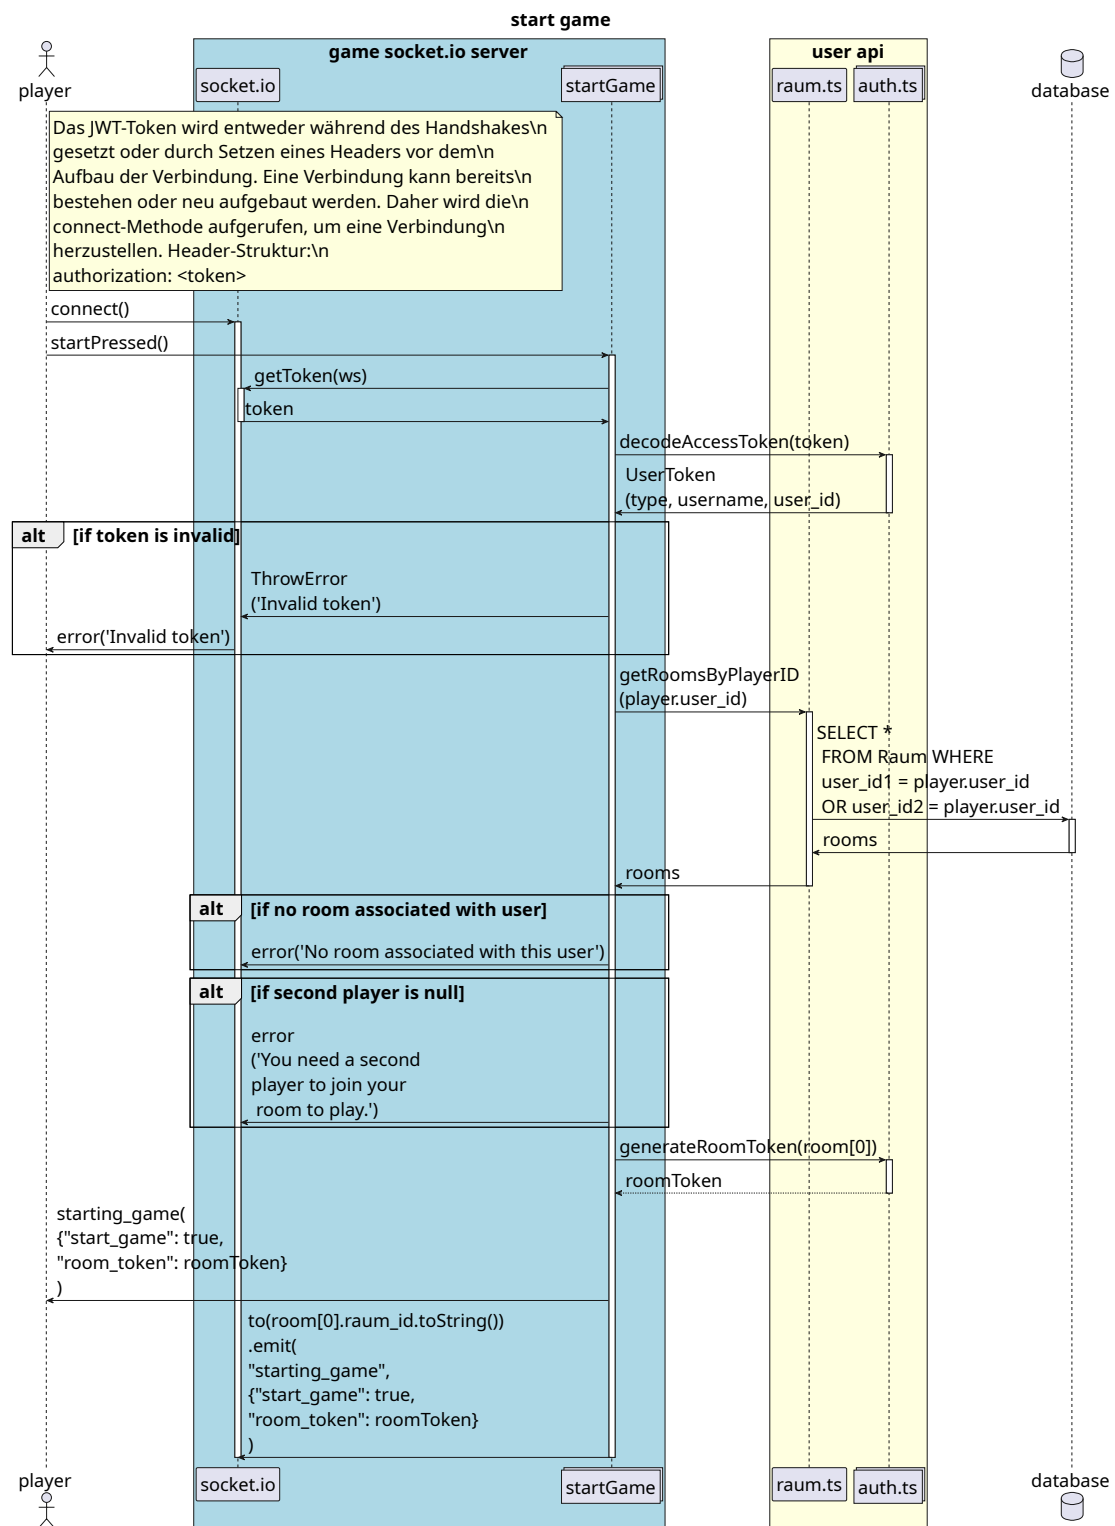 start game
game socket.io server
user api
player
socket.io
startGame
raum.ts
auth.ts
database
Das JWT-Token wird entweder während des Handshakes\n
gesetzt oder durch Setzen eines Headers vor dem\n
Aufbau der Verbindung. Eine Verbindung kann bereits\n
bestehen oder neu aufgebaut werden. Daher wird die\n
connect-Methode aufgerufen, um eine Verbindung\n
herzustellen. Header-Struktur:\n
authorization: <token>
connect()
startPressed()
getToken(ws)
token
decodeAccessToken(token)
UserToken
(type, username, user_id)
alt [if token is invalid]
ThrowError
('Invalid token')
error('Invalid token')
getRoomsByPlayerID
(player.user_id)
SELECT *
FROM Raum WHERE
user_id1 = player.user_id
OR user_id2 = player.user_id
rooms
rooms
alt [if no room associated with user]
error('No room associated with this user')
alt [if second player is null]
error
('You need a second
player to join your
room to play.')
generateRoomToken(room[0])
roomToken
starting_game(
{"start_game": true,
"room_token": roomToken}
)
to(room[0].raum_id.toString())
.emit(
"starting_game",
{"start_game": true,
"room_token": roomToken}
)
player
socket.io
startGame
raum.ts
auth.ts
database